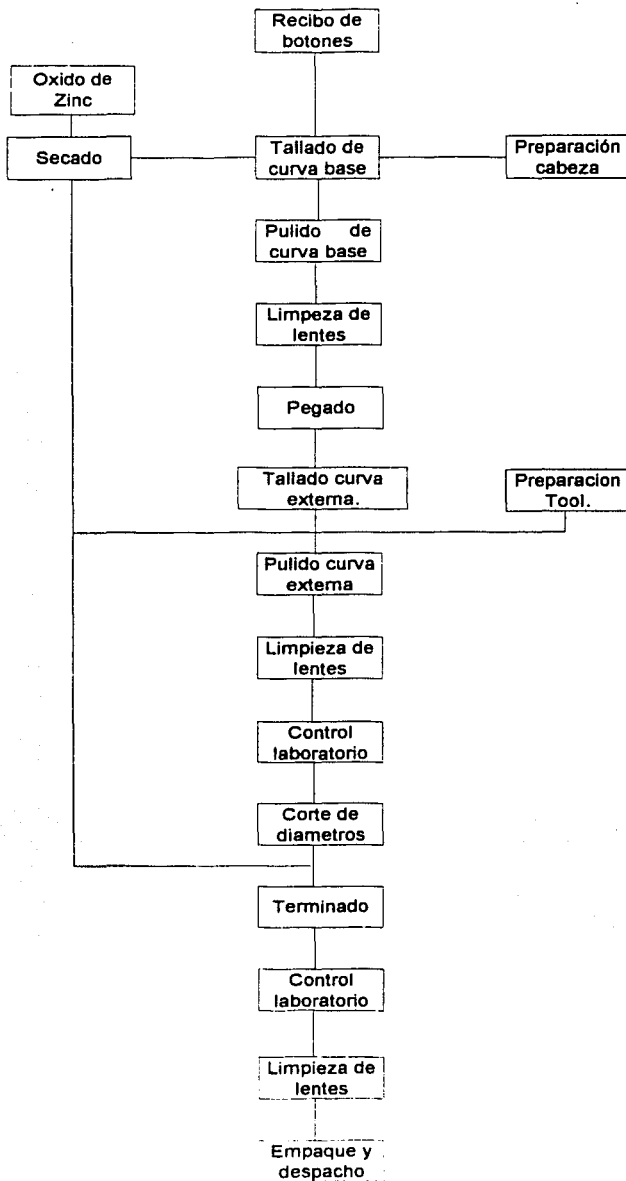 Recibo de
botones
Oxido de
Zinc
Secado
Tallado de
curva base
Preparación
cabeza
Pulido de
curva base
Limpeza de
lentes
Pegado
Tallado curva
externa.
Preparacion
Tool.
Pulido curva
externa
Limpieza de
lentes
Control
laboratorio
Corte de
diametros
Terminado
Control
laboratorio
Limpieza de
lentes
Empaque y
despacho